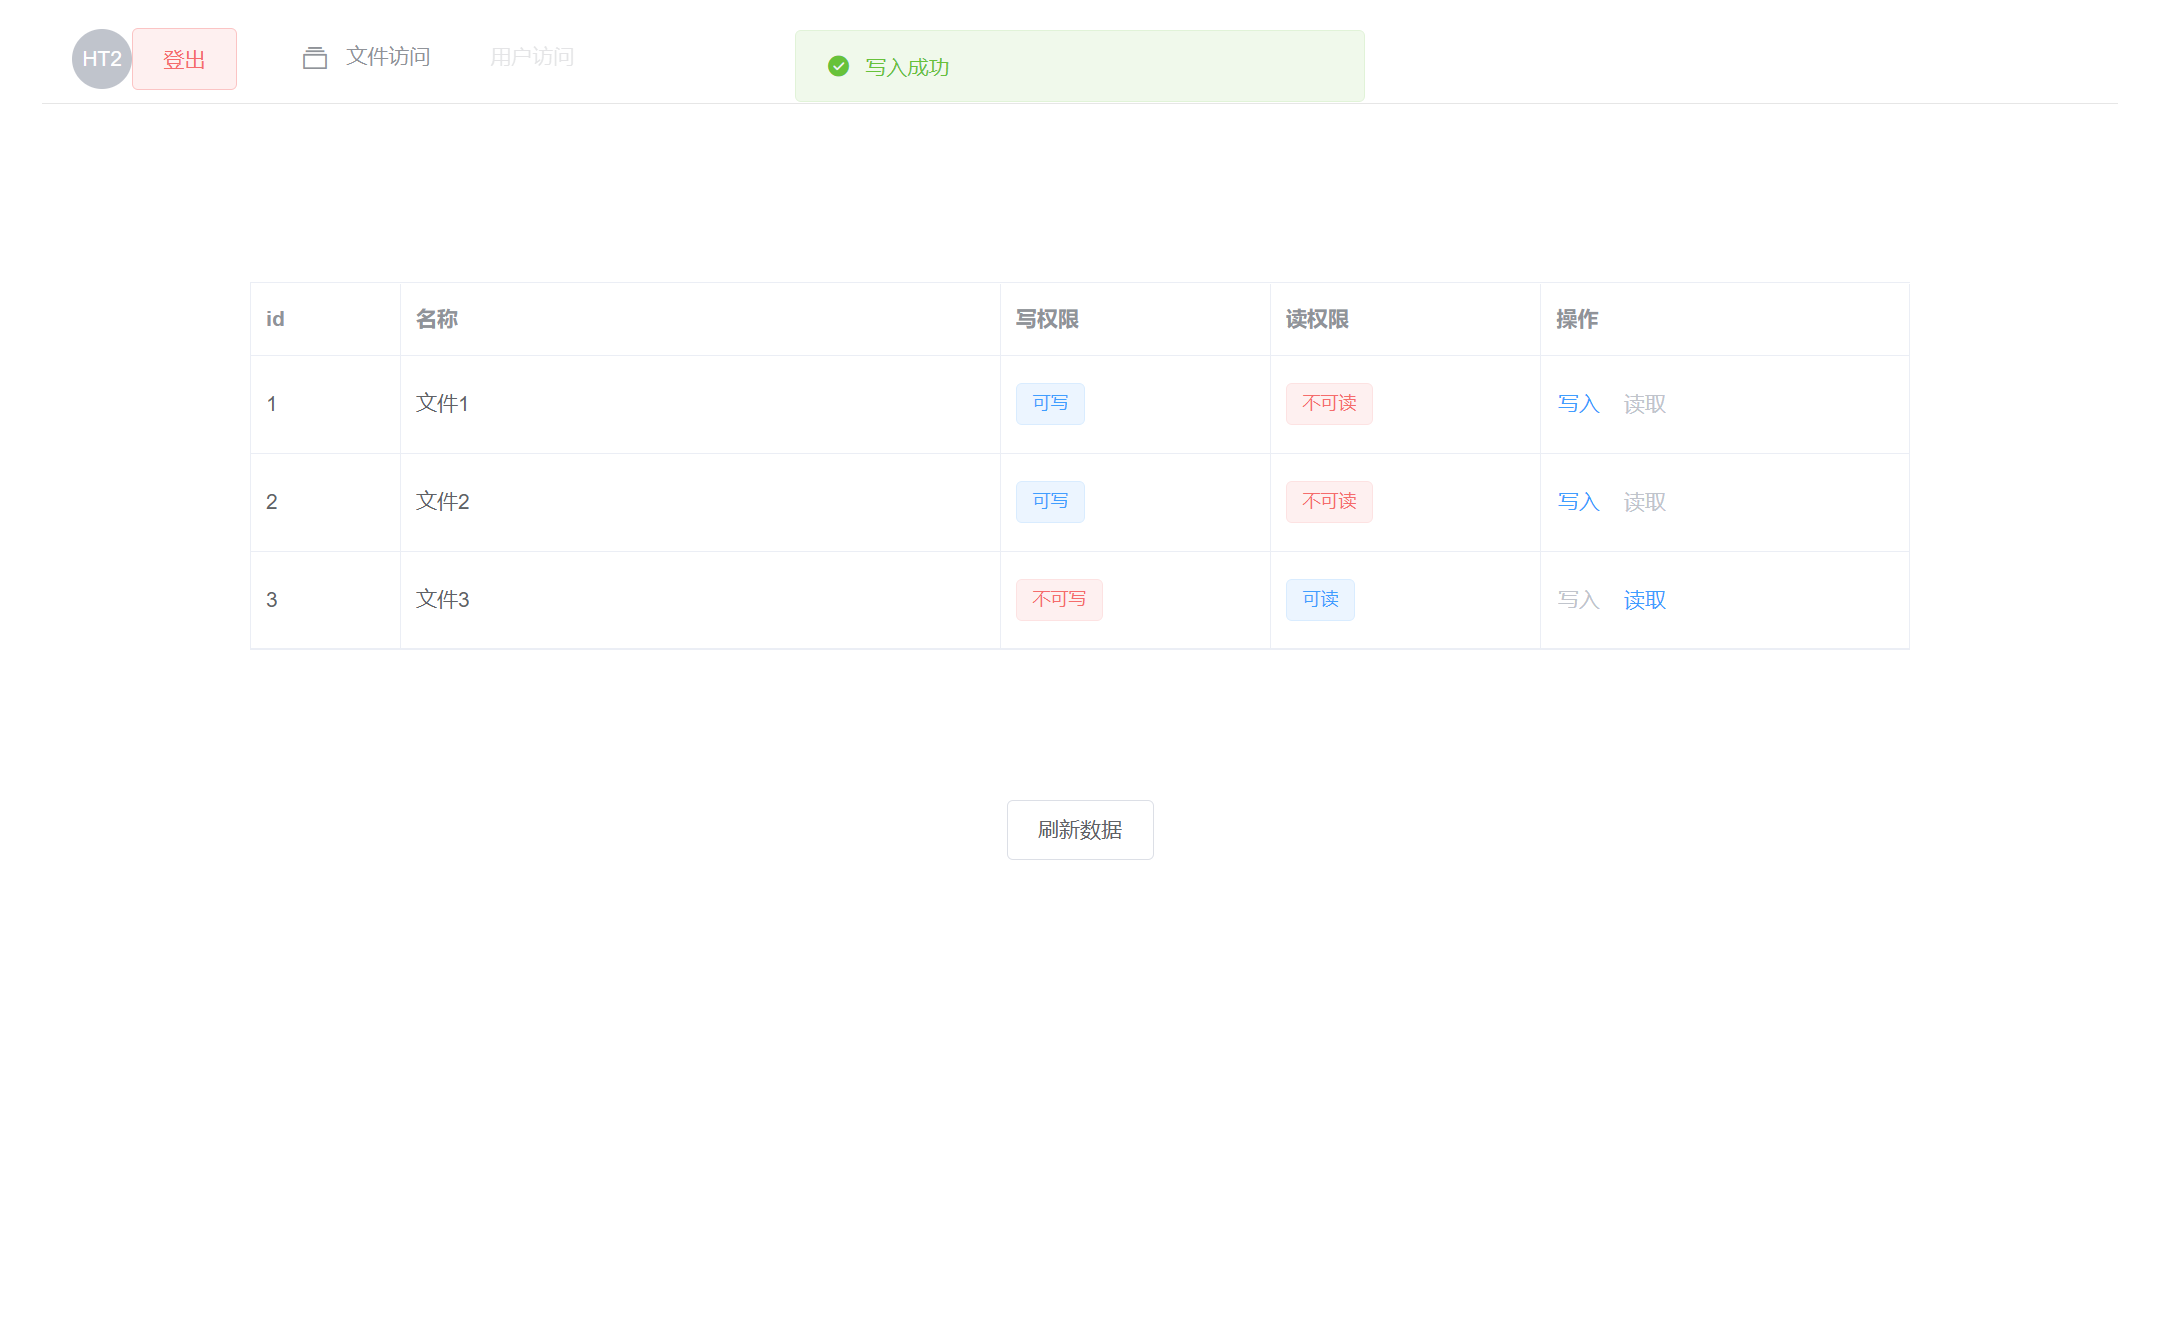 HT2 登出 文件访问 用户访问 写入成功
id 名称 写权限 读权限 操作
1 文件1 可写 不可读 写入 读取
2 文件2 可写 不可读 写入 读取
3 文件3 不可写 可读 写入 读取
刷新数据